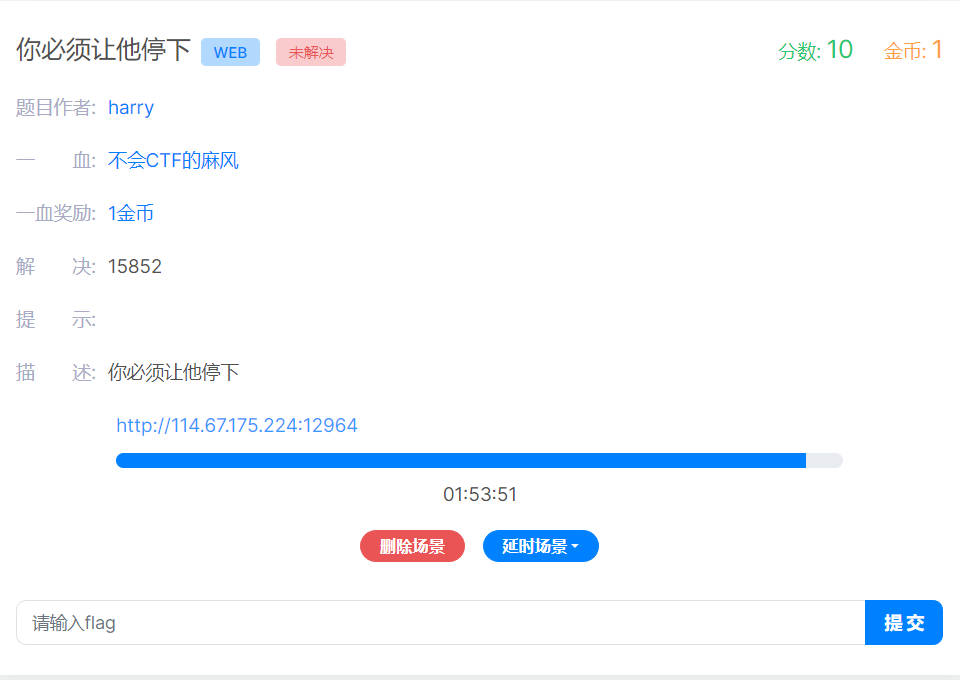 你必须让他停下 WEB 未解决 分数: 10 金币: 1
题目作者: harry
一 血: 不会CTF的麻风
一血奖励: 1金币
解 决: 15852
提 示:
描 述: 你必须让他停下
http://114.67.175.224:12964
01:53:51
删除场景 延时场景
请输入flag 提交